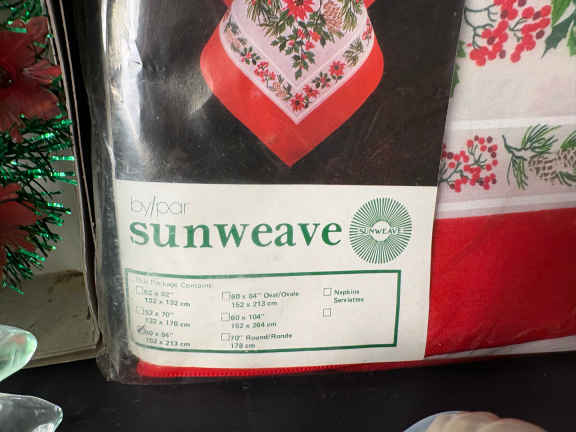 by/par
sunweave
SUNWEAVE
This Package Contains:
52 x 52"
132 x 132 cm
52 x 70"
132 x 178 cm
60 x 84"
152 x 213 cm
60 x 84" Oval/Ovale
152 x 213 cm
60 x 104"
152 x 264 cm
70" Round/Ronde
178 cm
Napkins
Serviettes